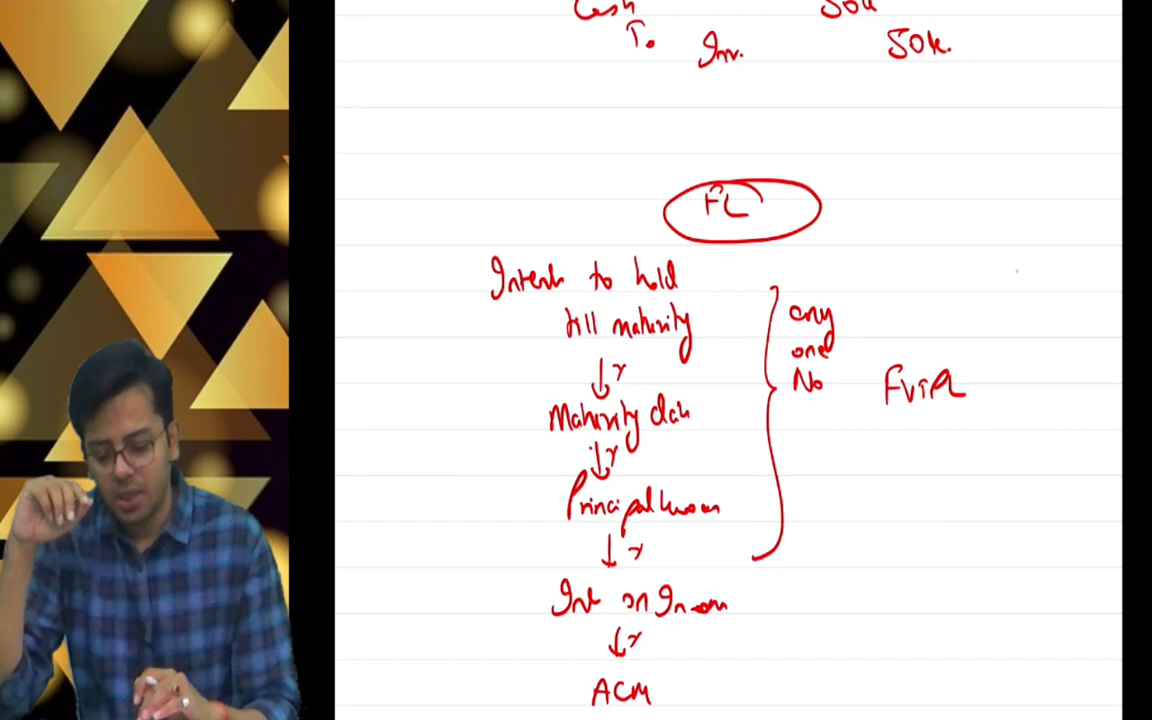 Cash 50k
To Inv. 50k.
FL
Intent to hold
till maturity
Y
any
one
No
FVTPL
Maturity date
Y
Principal known
Y
Int on
Y
ACM